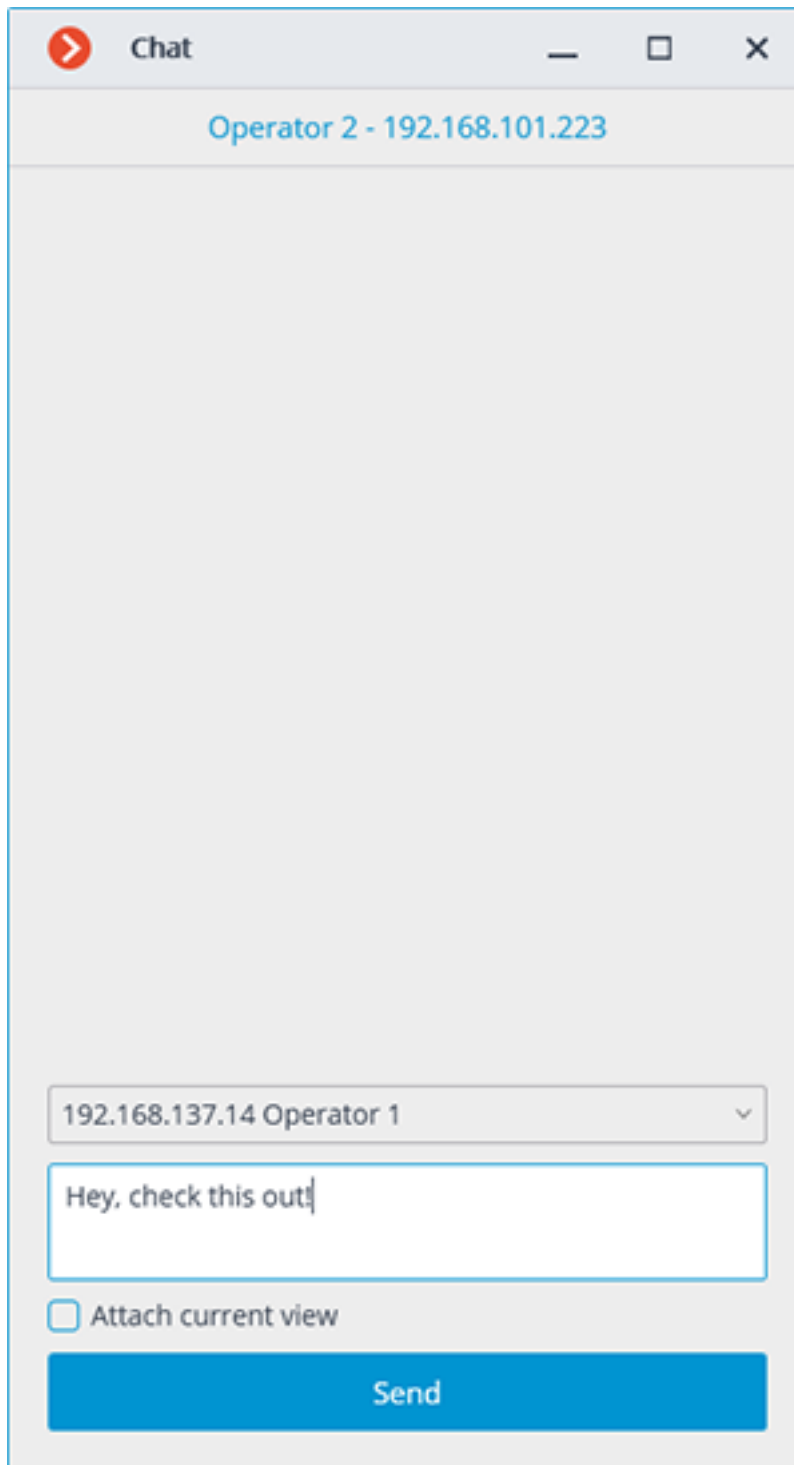 Chat
Operator 2 - 192.168.101.223
192.168.137.14 Operator 1
Hey, check this out!
Attach current view
Send